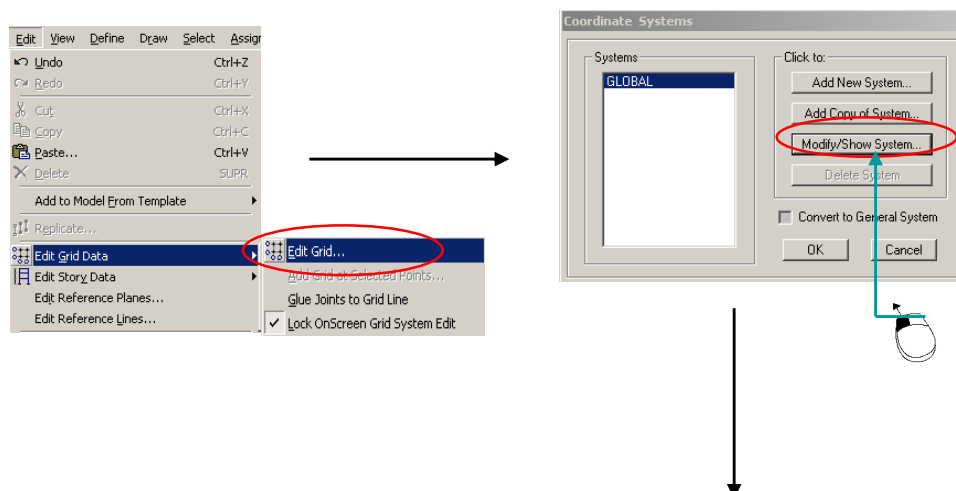 Edit View Define Draw Select Assign
Undo Ctrl+Z
Redo Ctrl+Y
Cut Ctrl+X
Copy Ctrl+C
Paste... Ctrl+V
Delete SUPR
Add to Model From Template
Replicate...
Edit Grid Data
Edit Story Data
Edit Reference Planes...
Edit Reference Lines...
Edit Grid...
Add Grid at Selected Points...
Glue Joints to Grid Line
Lock OnScreen Grid System Edit
Coordinate Systems
Systems
GLOBAL
Click to:
Add New System...
Add Copy of System...
Modify/Show System...
Delete System
Convert to General System
OK Cancel